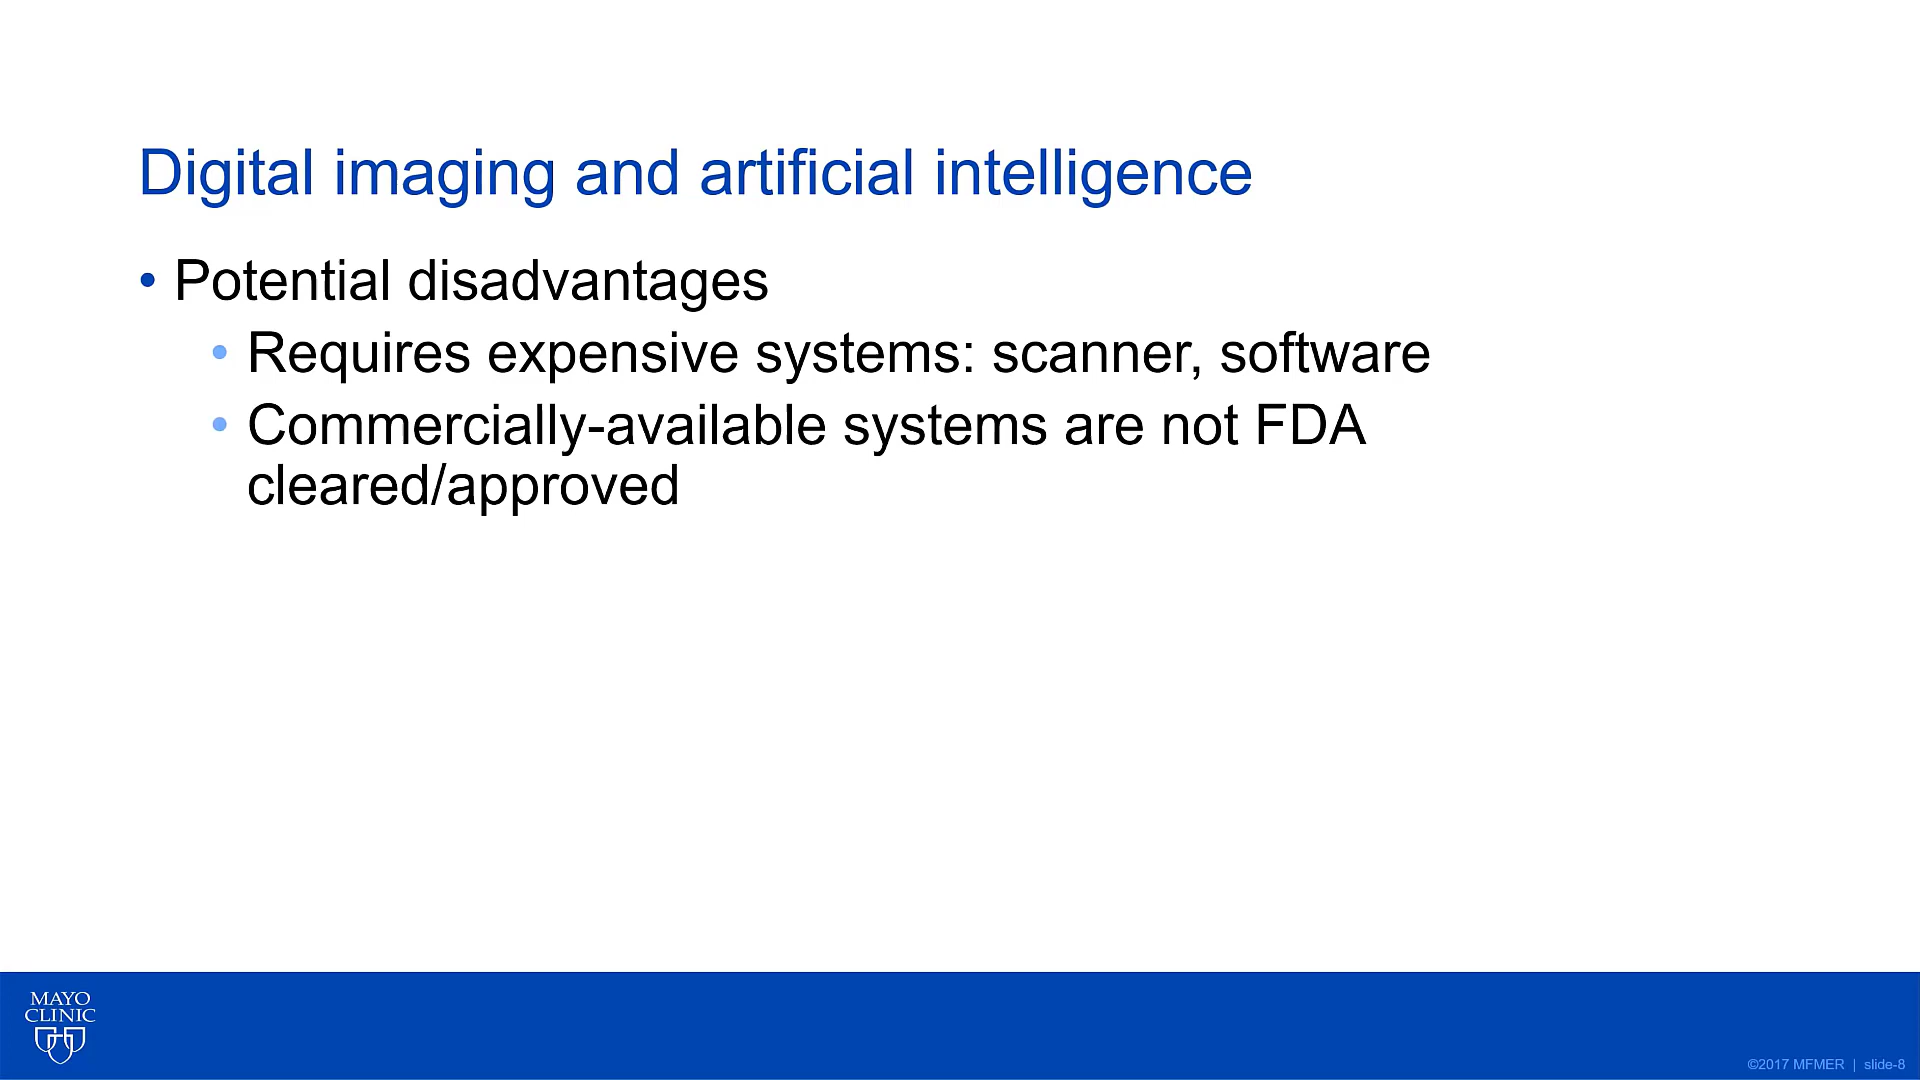 Digital imaging and artificial intelligence
• Potential disadvantages
• Requires expensive systems: scanner, software
• Commercially-available systems are not FDA
cleared/approved
MAYO
CLINIC
©2017 MFMER | slide-8